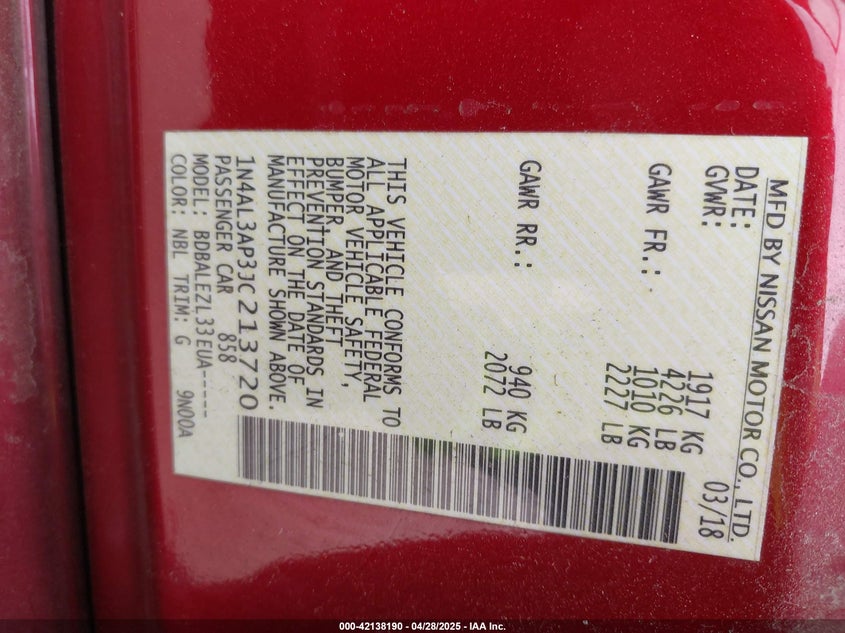 MFD BY NISSAN MOTOR CO., LTD.
DATE: 03/18
GVWR: 1917 KG
4226 LB
GAWR FR.: 1010 KG
2227 LB
GAWR RR.: 940 KG
2072 LB
THIS VEHICLE CONFORMS TO
ALL APPLICABLE FEDERAL
MOTOR VEHICLE SAFETY,
BUMPER, AND THEFT
PREVENTION STANDARDS IN
EFFECT ON THE DATE OF
MANUFACTURE SHOWN ABOVE.
1N4AL3AP3JC213720
PASSENGER CAR 858
MODEL: BDBALEZL33EUA-----
COLOR: NBL TRIM: G 9N00A
000-42138190 - 04/28/2025 - IAA Inc.